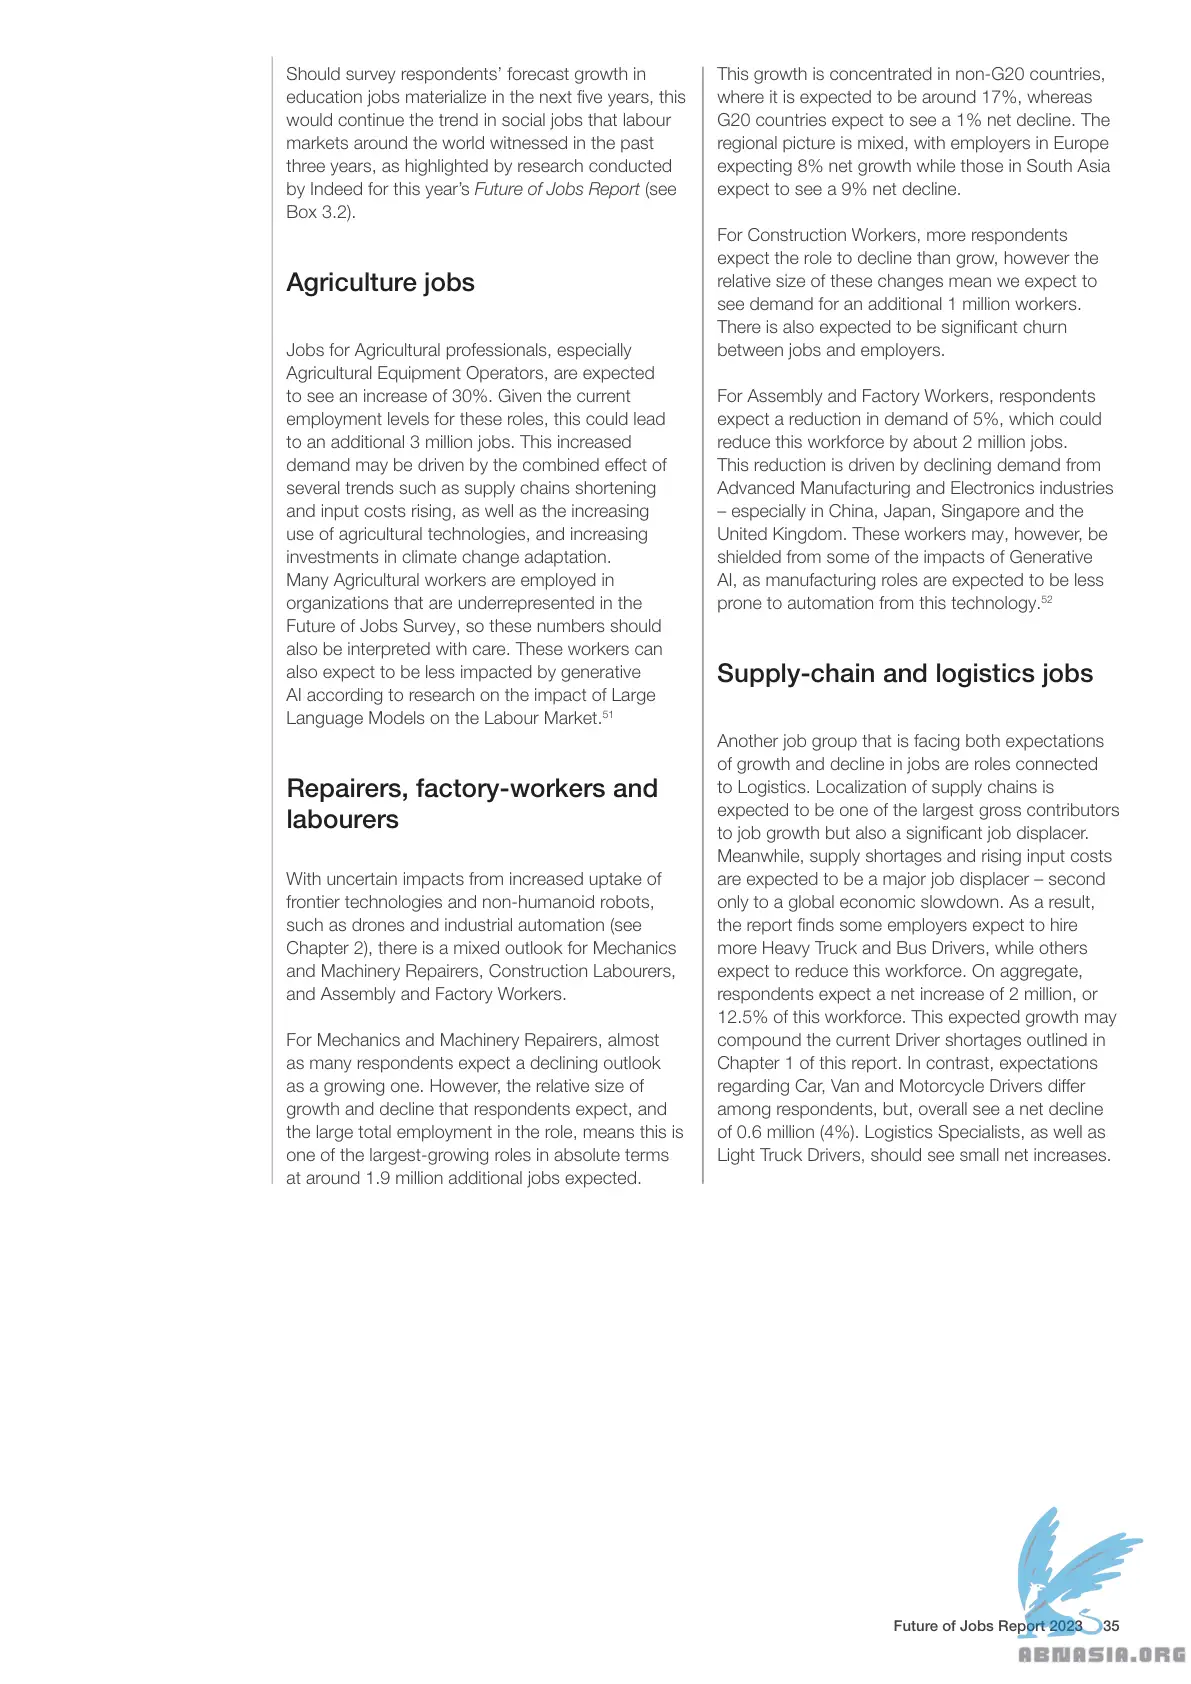 Should survey respondents’ forecast growth in
education jobs materialize in the next five years, this
would continue the trend in social jobs that labour
markets around the world witnessed in the past
three years, as highlighted by research conducted
by Indeed for this year’s Future of Jobs Report (see
Box 3.2).
Agriculture jobs
Jobs for Agricultural professionals, especially
Agricultural Equipment Operators, are expected
to see an increase of 30%. Given the current
employment levels for these roles, this could lead
to an additional 3 million jobs. This increased
demand may be driven by the combined effect of
several trends such as supply chains shortening
and input costs rising, as well as the increasing
use of agricultural technologies, and increasing
investments in climate change adaptation.
Many Agricultural workers are employed in
organizations that are underrepresented in the
Future of Jobs Survey, so these numbers should
also be interpreted with care. These workers can
also expect to be less impacted by generative
AI according to research on the impact of Large
Language Models on the Labour Market.51
Repairers, factory-workers and
labourers
With uncertain impacts from increased uptake of
frontier technologies and non-humanoid robots,
such as drones and industrial automation (see
Chapter 2), there is a mixed outlook for Mechanics
and Machinery Repairers, Construction Labourers,
and Assembly and Factory Workers.
For Mechanics and Machinery Repairers, almost
as many respondents expect a declining outlook
as a growing one. However, the relative size of
growth and decline that respondents expect, and
the large total employment in the role, means this is
one of the largest-growing roles in absolute terms
at around 1.9 million additional jobs expected.
This growth is concentrated in non-G20 countries,
where it is expected to be around 17%, whereas
G20 countries expect to see a 1% net decline. The
regional picture is mixed, with employers in Europe
expecting 8% net growth while those in South Asia
expect to see a 9% net decline.
For Construction Workers, more respondents
expect the role to decline than grow, however the
relative size of these changes mean we expect to
see demand for an additional 1 million workers.
There is also expected to be significant churn
between jobs and employers.
For Assembly and Factory Workers, respondents
expect a reduction in demand of 5%, which could
reduce this workforce by about 2 million jobs.
This reduction is driven by declining demand from
Advanced Manufacturing and Electronics industries
– especially in China, Japan, Singapore and the
United Kingdom. These workers may, however, be
shielded from some of the impacts of Generative
AI, as manufacturing roles are expected to be less
prone to automation from this technology.52
Supply-chain and logistics jobs
Another job group that is facing both expectations
of growth and decline in jobs are roles connected
to Logistics. Localization of supply chains is
expected to be one of the largest gross contributors
to job growth but also a significant job displacer.
Meanwhile, supply shortages and rising input costs
are expected to be a major job displacer – second
only to a global economic slowdown. As a result,
the report finds some employers expect to hire
more Heavy Truck and Bus Drivers, while others
expect to reduce this workforce. On aggregate,
respondents expect a net increase of 2 million, or
12.5% of this workforce. This expected growth may
compound the current Driver shortages outlined in
Chapter 1 of this report. In contrast, expectations
regarding Car, Van and Motorcycle Drivers differ
among respondents, but, overall see a net decline
of 0.6 million (4%). Logistics Specialists, as well as
Light Truck Drivers, should see small net increases.
Future of Jobs Report 2023 35
ABNASIA.ORG